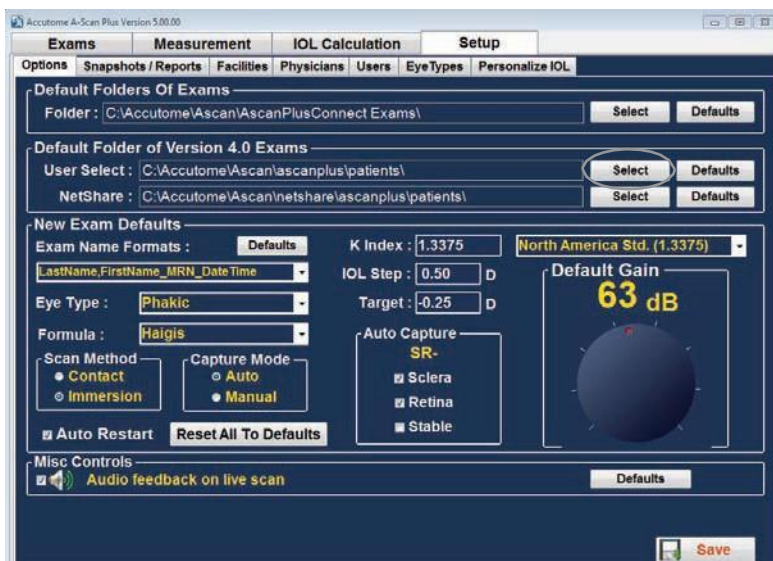 Accutome A-Scan Plus Version 5.00.00
Exams Measurement IOL Calculation Setup
Options Snapshots / Reports Facilities Physicians Users EyeTypes Personalize IOL
Default Folders Of Exams
Folder : C:\Accutome\Ascan\AscanPlusConnect Exams\ Select Defaults
Default Folder of Version 4.0 Exams
User Select : C:\Accutome\Ascan\ascanplus\patients\ Select Defaults
NetShare : C:\Accutome\Ascan\netshare\ascanplus\patients\ Select Defaults
New Exam Defaults
Exam Name Formats : Defaults K Index : 1.3375 North America Std. (1.3375)
LastName,FirstName_MRN_DateTime IOL Step : 0.50 D Default Gain
Eye Type : Phakic Target : -0.25 D 63 dB
Formula : Haigis Auto Capture
Scan Method Capture Mode SR-
Contact Auto Sclera
Immersion Manual Retina
Auto Restart Reset All To Defaults Stable
Misc Controls
Audio feedback on live scan Defaults
Save